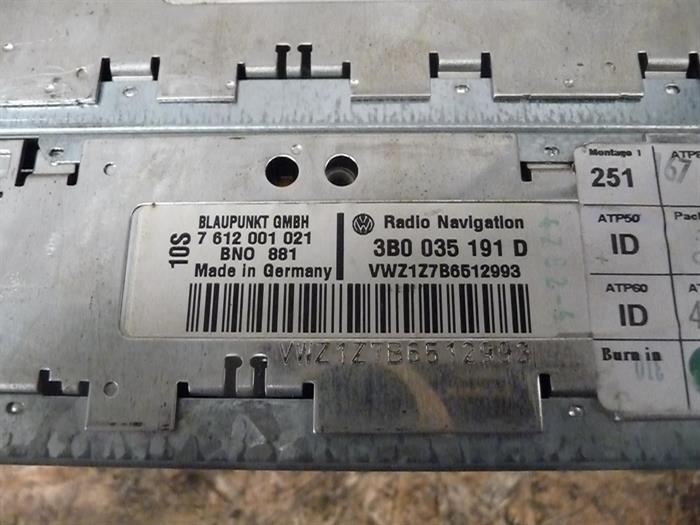 10S
BLAUPUNKT GMBH
7 612 001 021
BNO 881
Made in Germany
Radio Navigation
3B0 035 191 D
VWZ1Z7B6512993
VWZ1Z7B6512993
Montage 1
251
ATP50
ID
ATP60
ID
Burn in
67